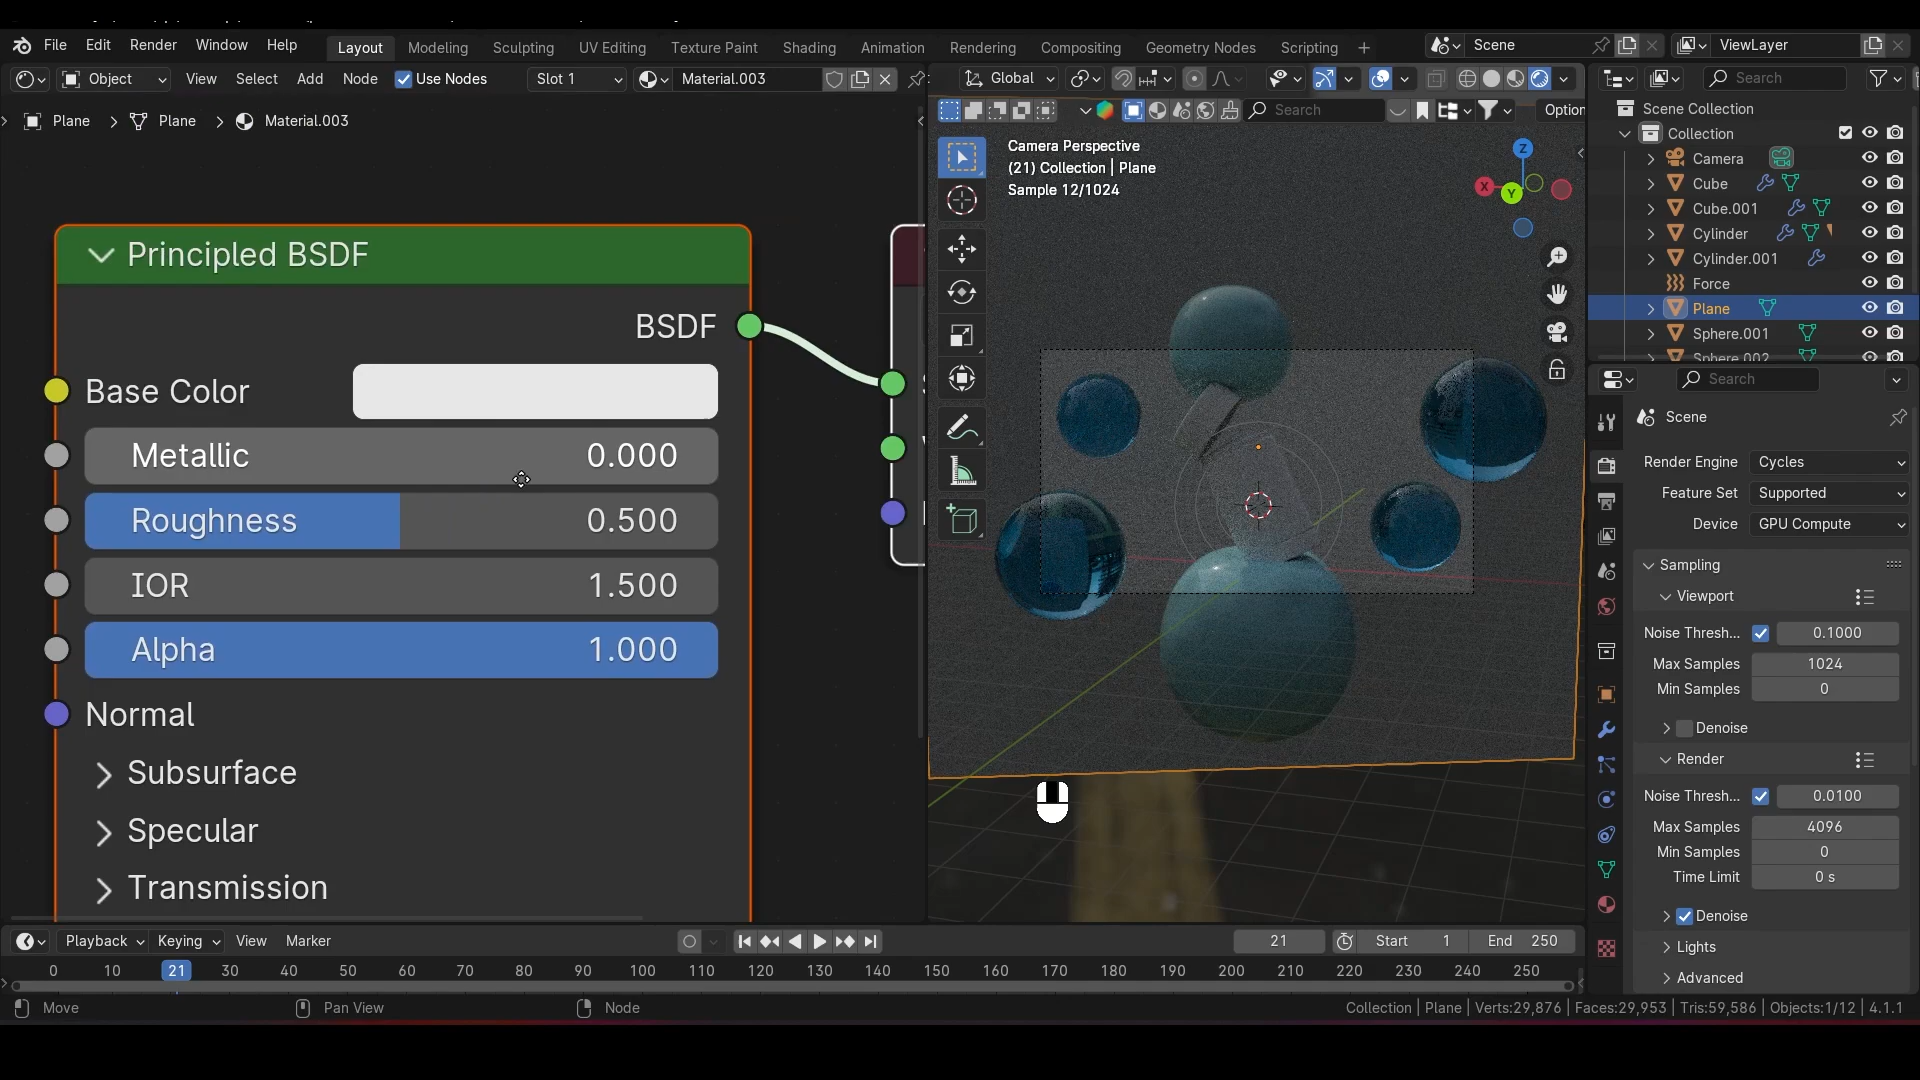 File Edit Render Window Help Layout Modeling Sculpting UV Editing Texture Paint Shading Animation Rendering Compositing Geometry Nodes Scripting + Scene ViewLayer
Object View Select Add Node Use Nodes Slot 1 Material.003 Global Search
Plane > Plane > Material.003 Search Option
Scene Collection
Collection
Camera
Cube
Cube.001
Cylinder
Cylinder.001
Force
Plane
Sphere.001
Sphere.002
Camera Perspective
(21) Collection | Plane
Sample 12/1024
Z
X
Y
Principled BSDF
BSDF
Base Color
Metallic 0.000
Roughness 0.500
IOR 1.500
Alpha 1.000
Normal
Subsurface
Specular
Transmission
Search
Scene
Render Engine Cycles
Feature Set Supported
Device GPU Compute
Sampling
Viewport
Noise Thresh... 0.1000
Max Samples 1024
Min Samples 0
Denoise
Render
Noise Thresh... 0.0100
Max Samples 4096
Min Samples 0
Time Limit 0 s
Denoise
Lights
Advanced
Playback Keying View Marker 21 Start 1 End 250
0 10 21 30 40 50 60 70 80 90 100 110 120 130 140 150 160 170 180 190 200 210 220 230 240 250
Move Pan View Node Collection | Plane | Verts:29,876 | Faces:29,953 | Tris:59,586 | Objects:1/12 | 4.1.1